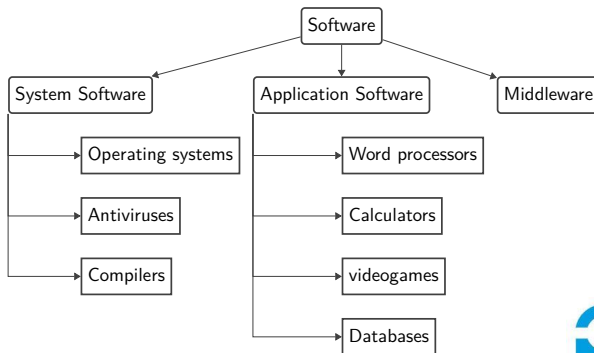 Software
System Software
Application Software
Middleware
Operating systems
Word processors
Antiviruses
Calculators
Compilers
videogames
Databases